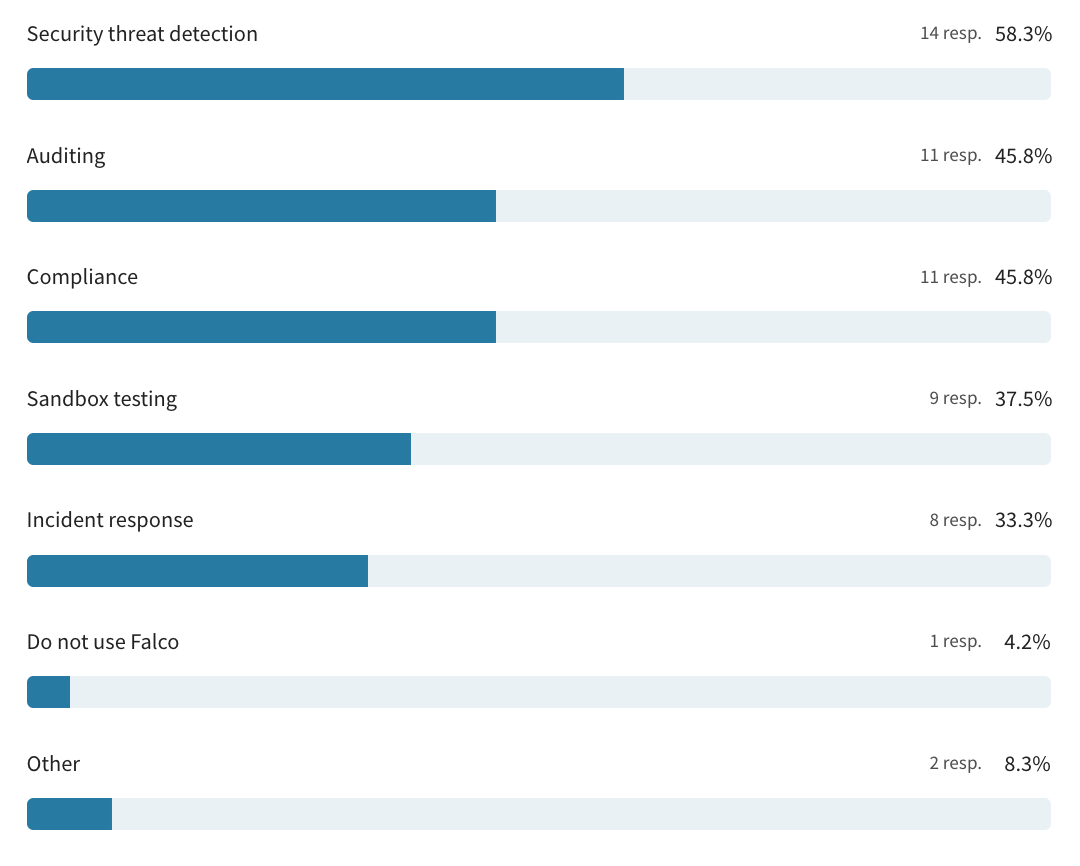 Security threat detection 14 resp. 58.3%
Auditing 11 resp. 45.8%
Compliance 11 resp. 45.8%
Sandbox testing 9 resp. 37.5%
Incident response 8 resp. 33.3%
Do not use Falco 1 resp. 4.2%
Other 2 resp. 8.3%